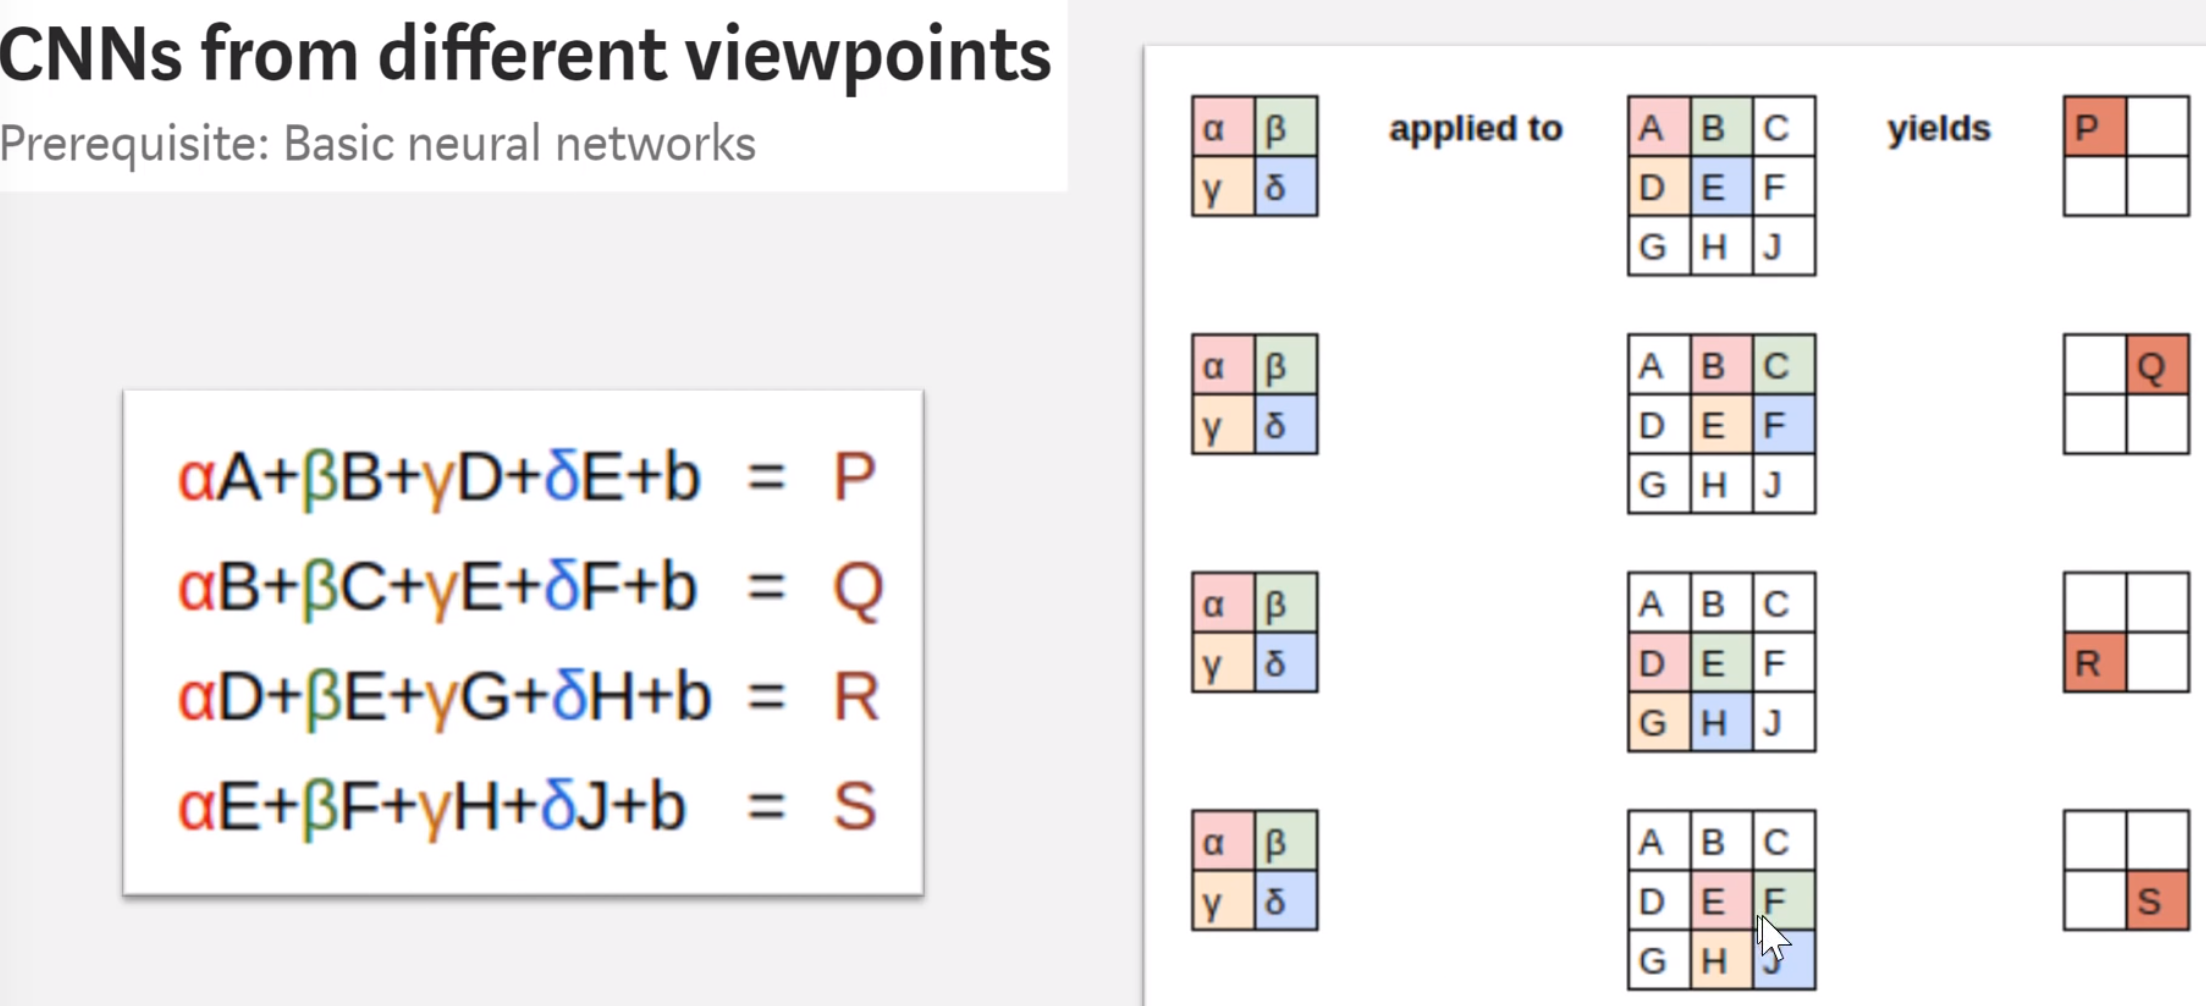 CNNs from different viewpoints
Prerequisite: Basic neural networks
αA+βB+γD+δE+b = P
αB+βC+γE+δF+b = Q
αD+βE+γG+δH+b = R
αE+βF+γH+δJ+b = S
α β applied to A B C yields P
γ δ D E F
G H J
α β A B C Q
γ δ D E F
G H J
α β A B C
γ δ D E F R
G H J
α β A B C
γ δ D E F S
G H J